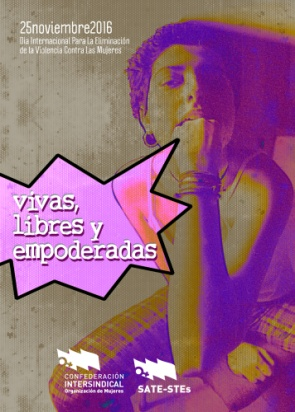 25noviembre2016
Dia Internacional Para la Eliminación
de la Violencia Contra las Mujeres
vivas,
libres y
empoderadas
CONFEDERACIÓN
INTERSINDICAL
Organización de Mujeres
SATE-STEs